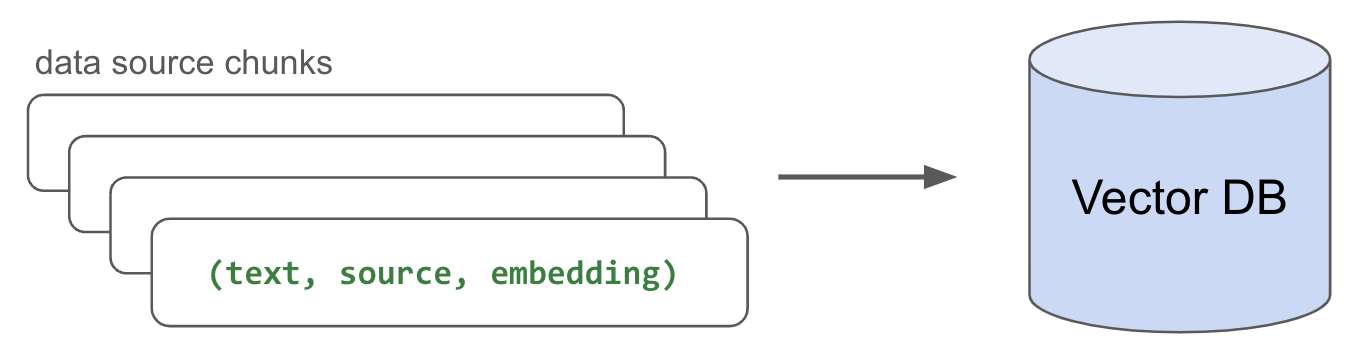 data source chunks
(text, source, embedding)
Vector DB